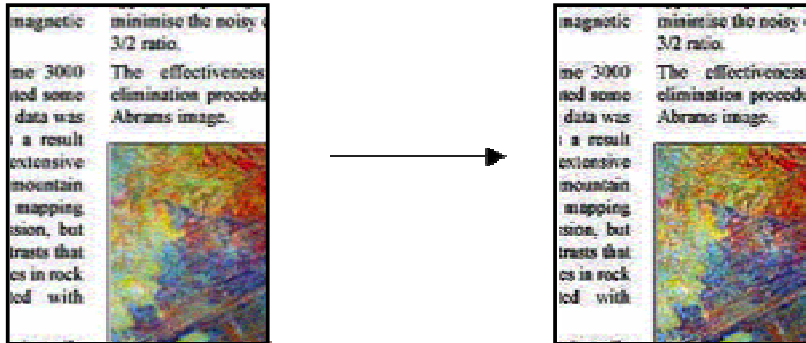 magnetic
me 3000
ted some
data was
a result
extensive
mountain
mapping
sion, but
trasts that
es in rock
ted with
minimise the noisy
3/2 ratio.
The effectiveness
elimination procedu
Abrams image.
magnetic
me 3000
ted some
data was
a result
extensive
mountain
mapping
sion, but
trasts that
es in rock
ted with
minimise the noisy
3/2 ratio.
The effectiveness
elimination procedu
Abrams image.